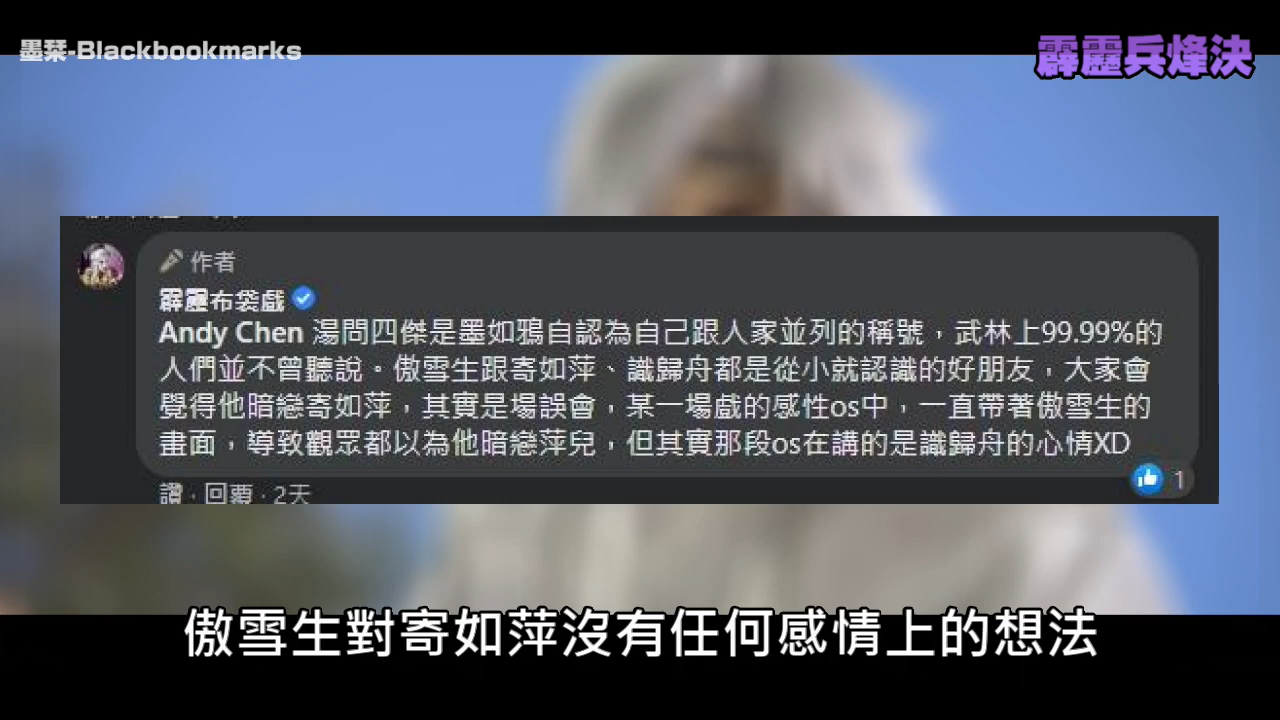 墨栞-Blackbookmarks
霹靂兵烽決
作者
霹靂布袋戲
Andy Chen 湯問四傑是墨如鴉自認為自己跟人家並列的稱號，武林上99.99%的
人們並不曾聽說。傲雪生跟寄如萍、識歸舟都是從小就認識的好朋友，大家會
覺得他暗戀寄如萍，其實是場誤會，某一場戲的感性os中，一直帶著傲雪生的
畫面，導致觀眾都以為他暗戀萍兒，但其實那段os在講的是識歸舟的心情XD
1
讚 · 回覆 · 2天
傲雪生對寄如萍沒有任何感情上的想法